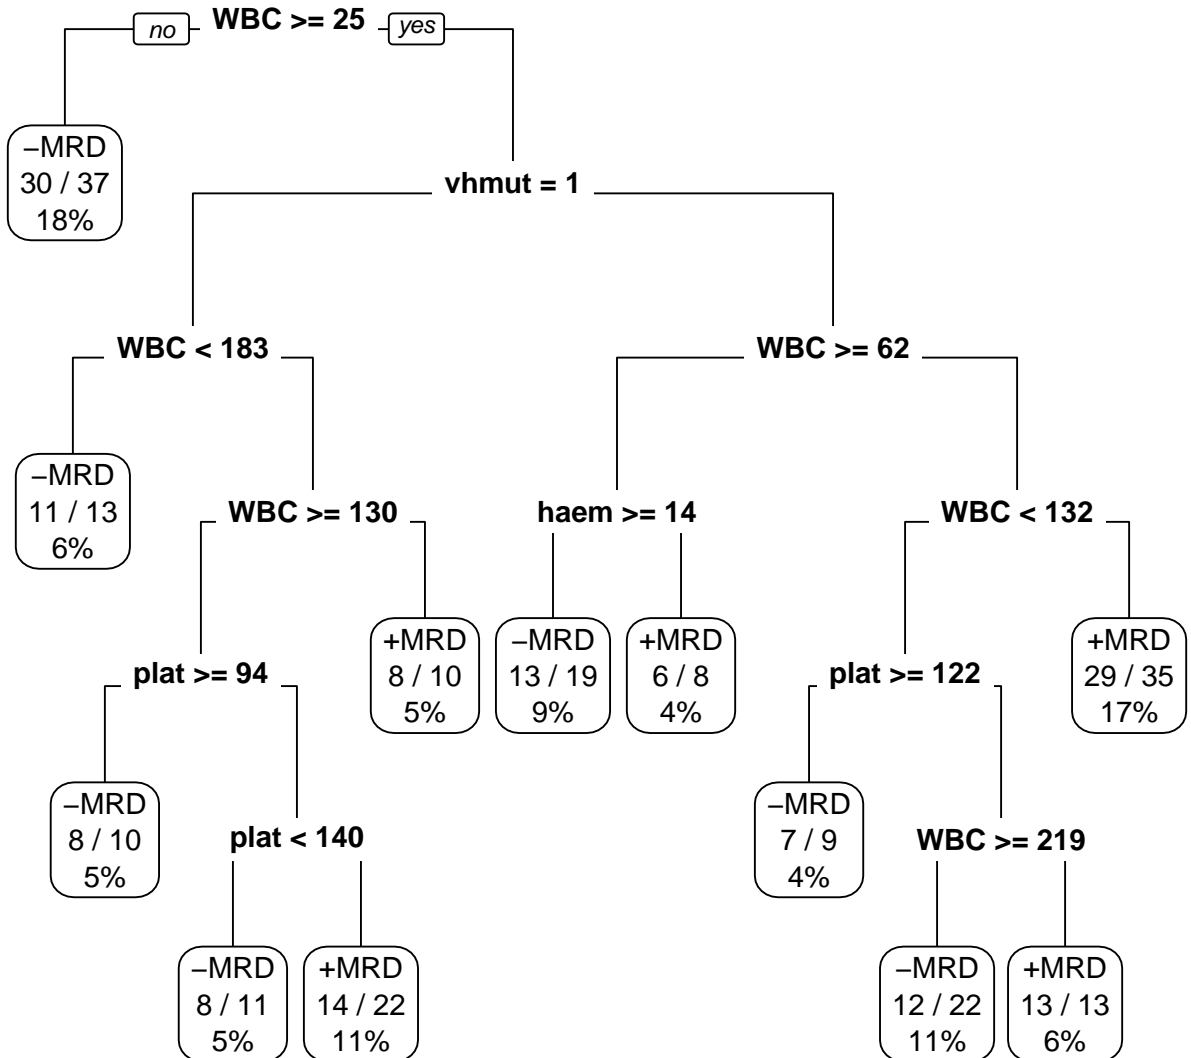 no WBC >= 25 yes
–MRD
30 / 37
18%
vhmut = 1
WBC < 183
WBC >= 62
–MRD
11 / 13
6%
WBC >= 130
haem >= 14
WBC < 132
+MRD
8 / 10
5%
–MRD
13 / 19
9%
+MRD
6 / 8
4%
+MRD
29 / 35
17%
plat >= 94
plat >= 122
–MRD
8 / 10
5%
plat < 140
–MRD
7 / 9
4%
WBC >= 219
–MRD
8 / 11
5%
+MRD
14 / 22
11%
–MRD
12 / 22
11%
+MRD
13 / 13
6%